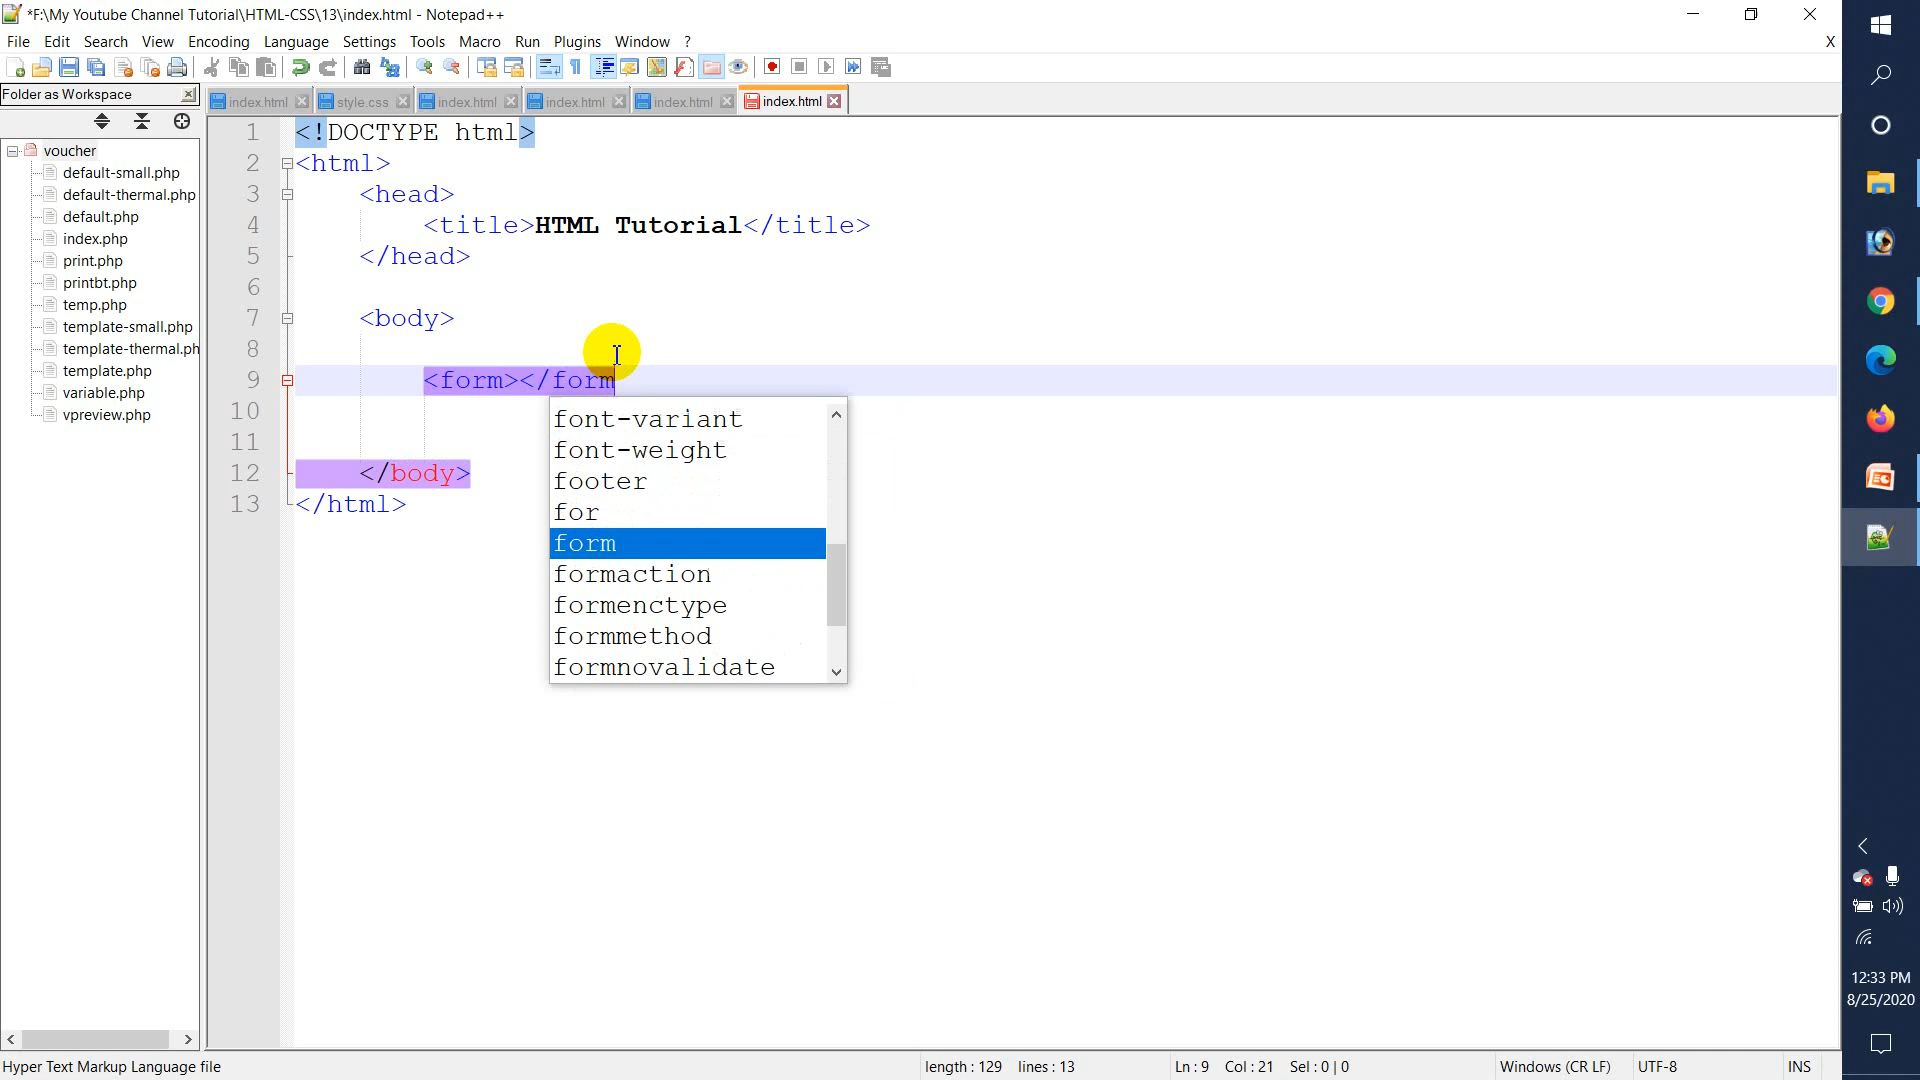 *F:\My Youtube Channel Tutorial\HTML-CSS\13\index.html - Notepad++
File Edit Search View Encoding Language Settings Tools Macro Run Plugins Window ? X
Folder as Workspace
index.html style.css index.html index.html index.html index.html
voucher
default-small.php
default-thermal.php
default.php
index.php
print.php
printbt.php
temp.php
template-small.php
template-thermal.ph
template.php
variable.php
vpreview.php
1 <!DOCTYPE html>
2 <html>
3 <head>
4 <title>HTML Tutorial</title>
5 </head>
6
7 <body>
8
9 <form></form
10
11
12 </body>
13 </html>
font-variant
font-weight
footer
for
form
formaction
formenctype
formmethod
formnovalidate
12:33 PM
8/25/2020
Hyper Text Markup Language file length : 129 lines : 13 Ln : 9 Col : 21 Sel : 0 | 0 Windows (CR LF) UTF-8 INS